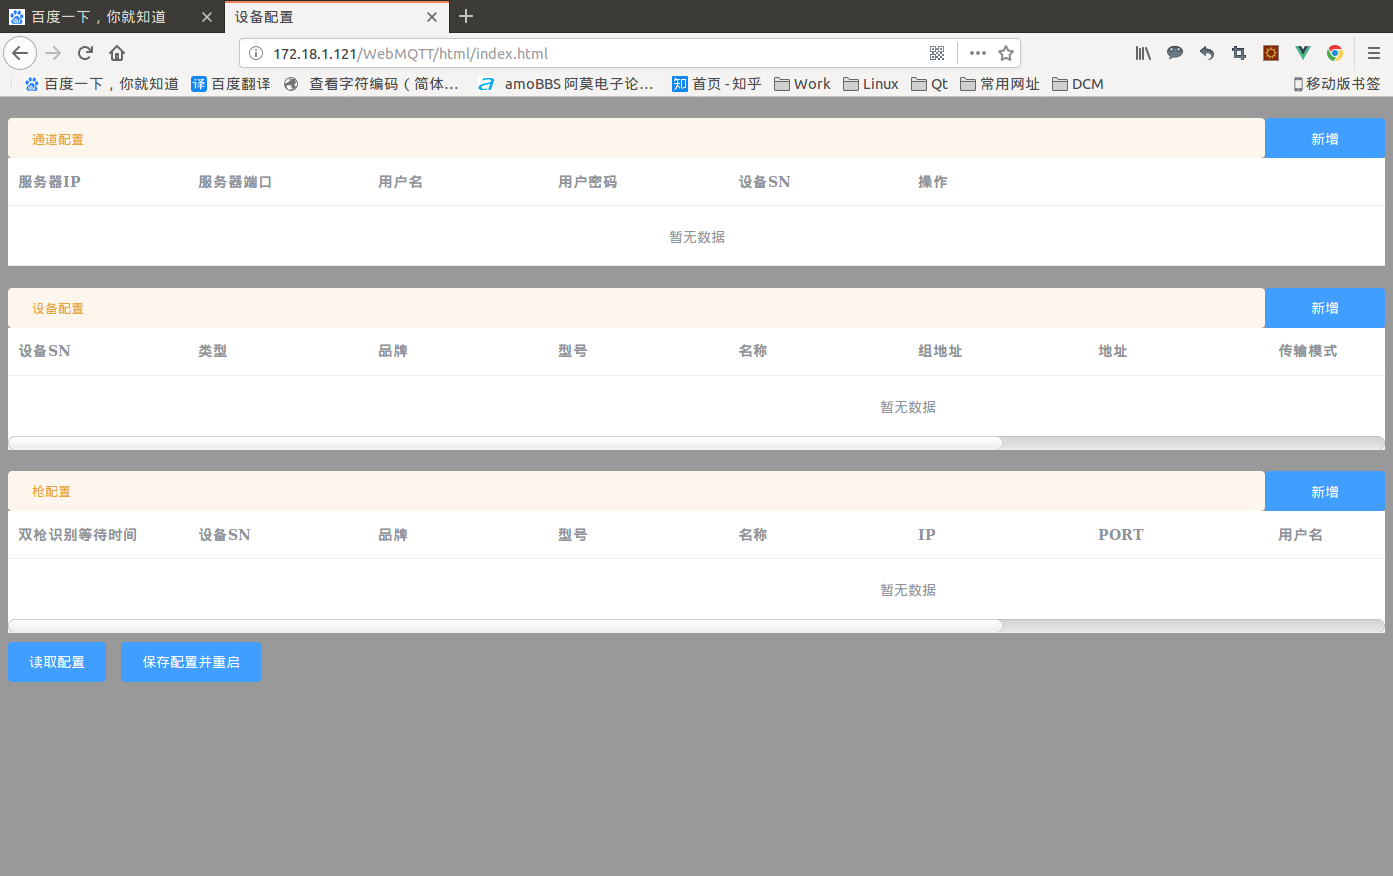 百度一下，你就知道
设备配置
172.18.1.121/WebMQTT/html/index.html
百度一下，你就知道 译 百度翻译 查看字符编码（简体… a amoBBS 阿莫电子论… 知 首页 - 知乎 Work Linux Qt 常用网址 DCM 移动版书签
通道配置 新增
服务器IP 服务器端口 用户名 用户密码 设备SN 操作
暂无数据
设备配置 新增
设备SN 类型 品牌 型号 名称 组地址 地址 传输模式
暂无数据
枪配置 新增
双枪识别等待时间 设备SN 品牌 型号 名称 IP PORT 用户名
暂无数据
读取配置 保存配置并重启